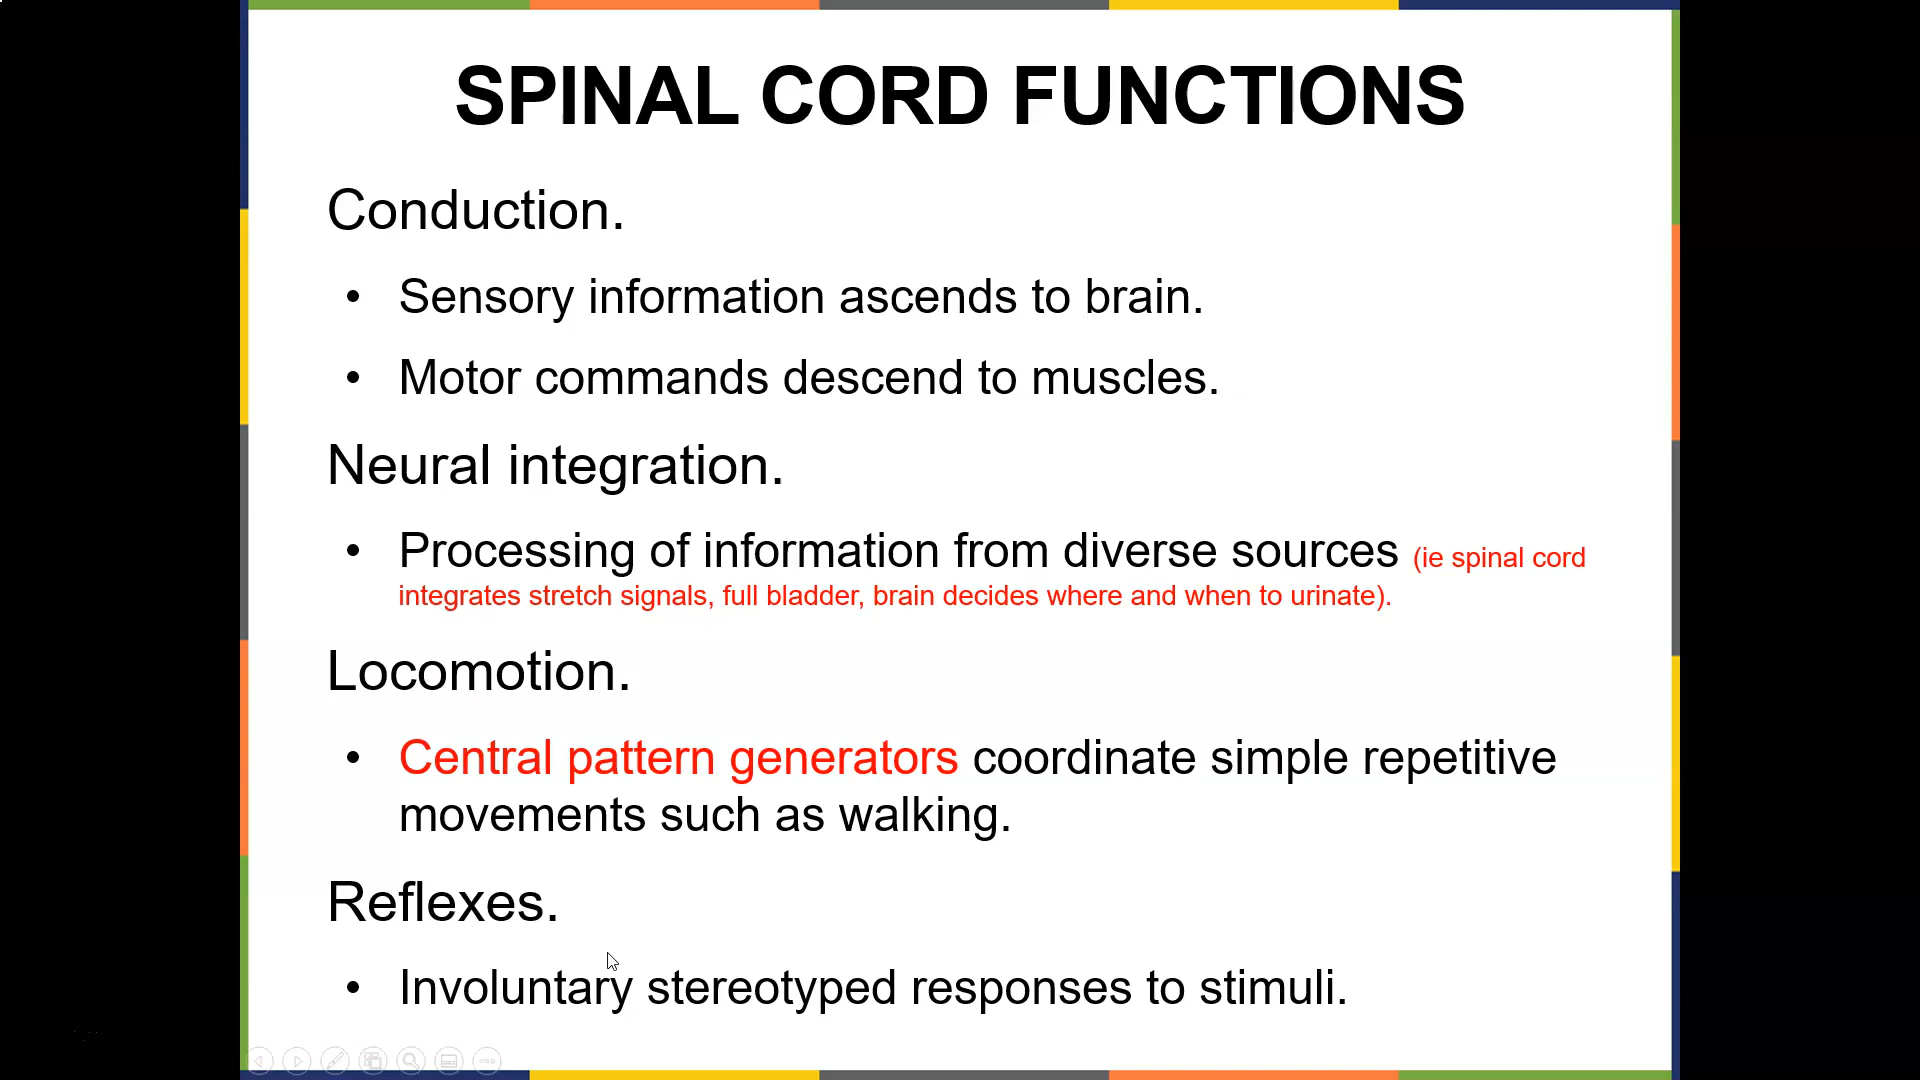 SPINAL CORD FUNCTIONS
Conduction.
• Sensory information ascends to brain.
• Motor commands descend to muscles.
Neural integration.
• Processing of information from diverse sources (ie spinal cord
integrates stretch signals, full bladder, brain decides where and when to urinate).
Locomotion.
• Central pattern generators coordinate simple repetitive
movements such as walking.
Reflexes.
• Involuntary stereotyped responses to stimuli.